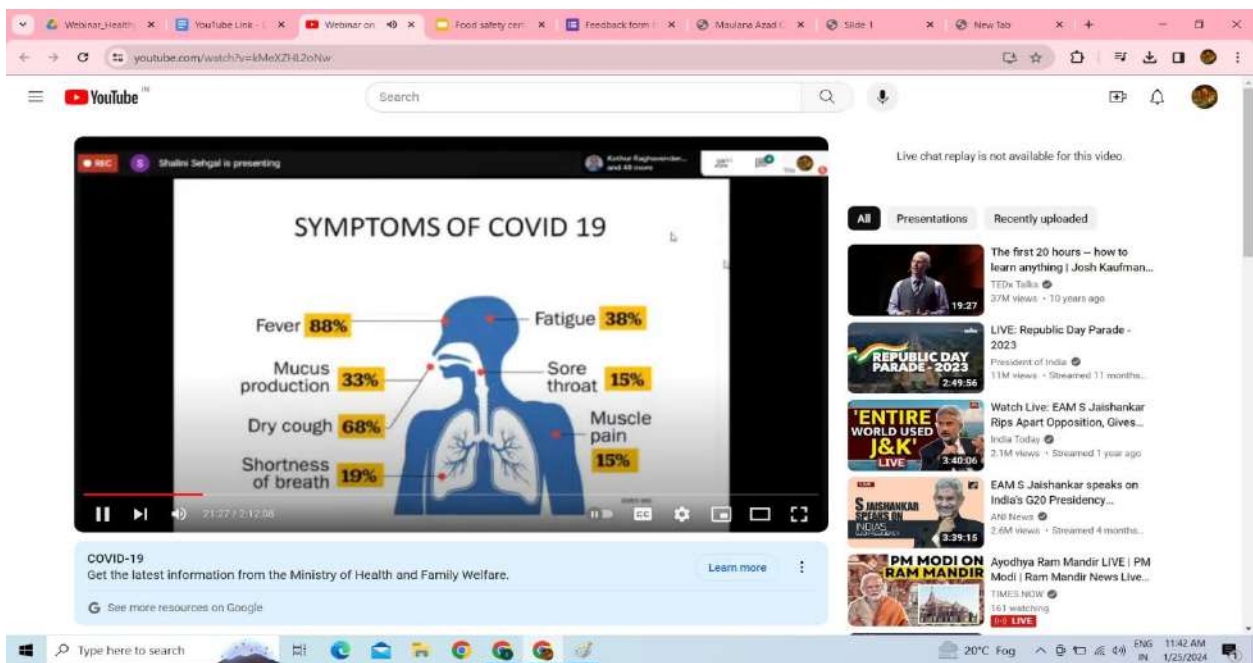 Webinar_Health
YouTube Link -
Webinar on
Food safety cert
Feedback form
Maulana Azad C
Slide 1
New Tab
youtube.com/watch?v=kMeXZHL2oNw
YouTube IN
Search
REC
S
Shalini Sehgal is presenting
Kothur Raghavender...
and 48 more
You
SYMPTOMS OF COVID 19
Fever 88%
Fatigue 38%
Mucus
production 33%
Sore
throat 15%
Dry cough 68%
Muscle
pain
15%
Shortness
of breath 19%
21:27 / 2:12:08
CC
COVID-19
Get the latest information from the Ministry of Health and Family Welfare.
Learn more
See more resources on Google
Live chat replay is not available for this video.
All
Presentations
Recently uploaded
19:27
The first 20 hours -- how to
learn anything | Josh Kaufman...
TEDx Talks
37M views • 10 years ago
REPUBLIC DAY
PARADE - 2023
2:49:56
LIVE: Republic Day Parade -
2023
President of India
11M views • Streamed 11 months...
'ENTIRE
WORLD USED
J&K'
LIVE
3:40:06
Watch Live: EAM S Jaishankar
Rips Apart Opposition, Gives...
India Today
2.1M views • Streamed 1 year ago
S JAISHANKAR
SPEAKS ON
INDIA'S
3:39:15
EAM S Jaishankar speaks on
India's G20 Presidency...
ANI News
2.6M views • Streamed 4 months...
PM MODI ON
RAM MANDIR
Ayodhya Ram Mandir LIVE | PM
Modi | Ram Mandir News Live...
TIMES NOW
161 watching
LIVE
Type here to search
20°C Fog
ENG
IN
11:42 AM
1/25/2024